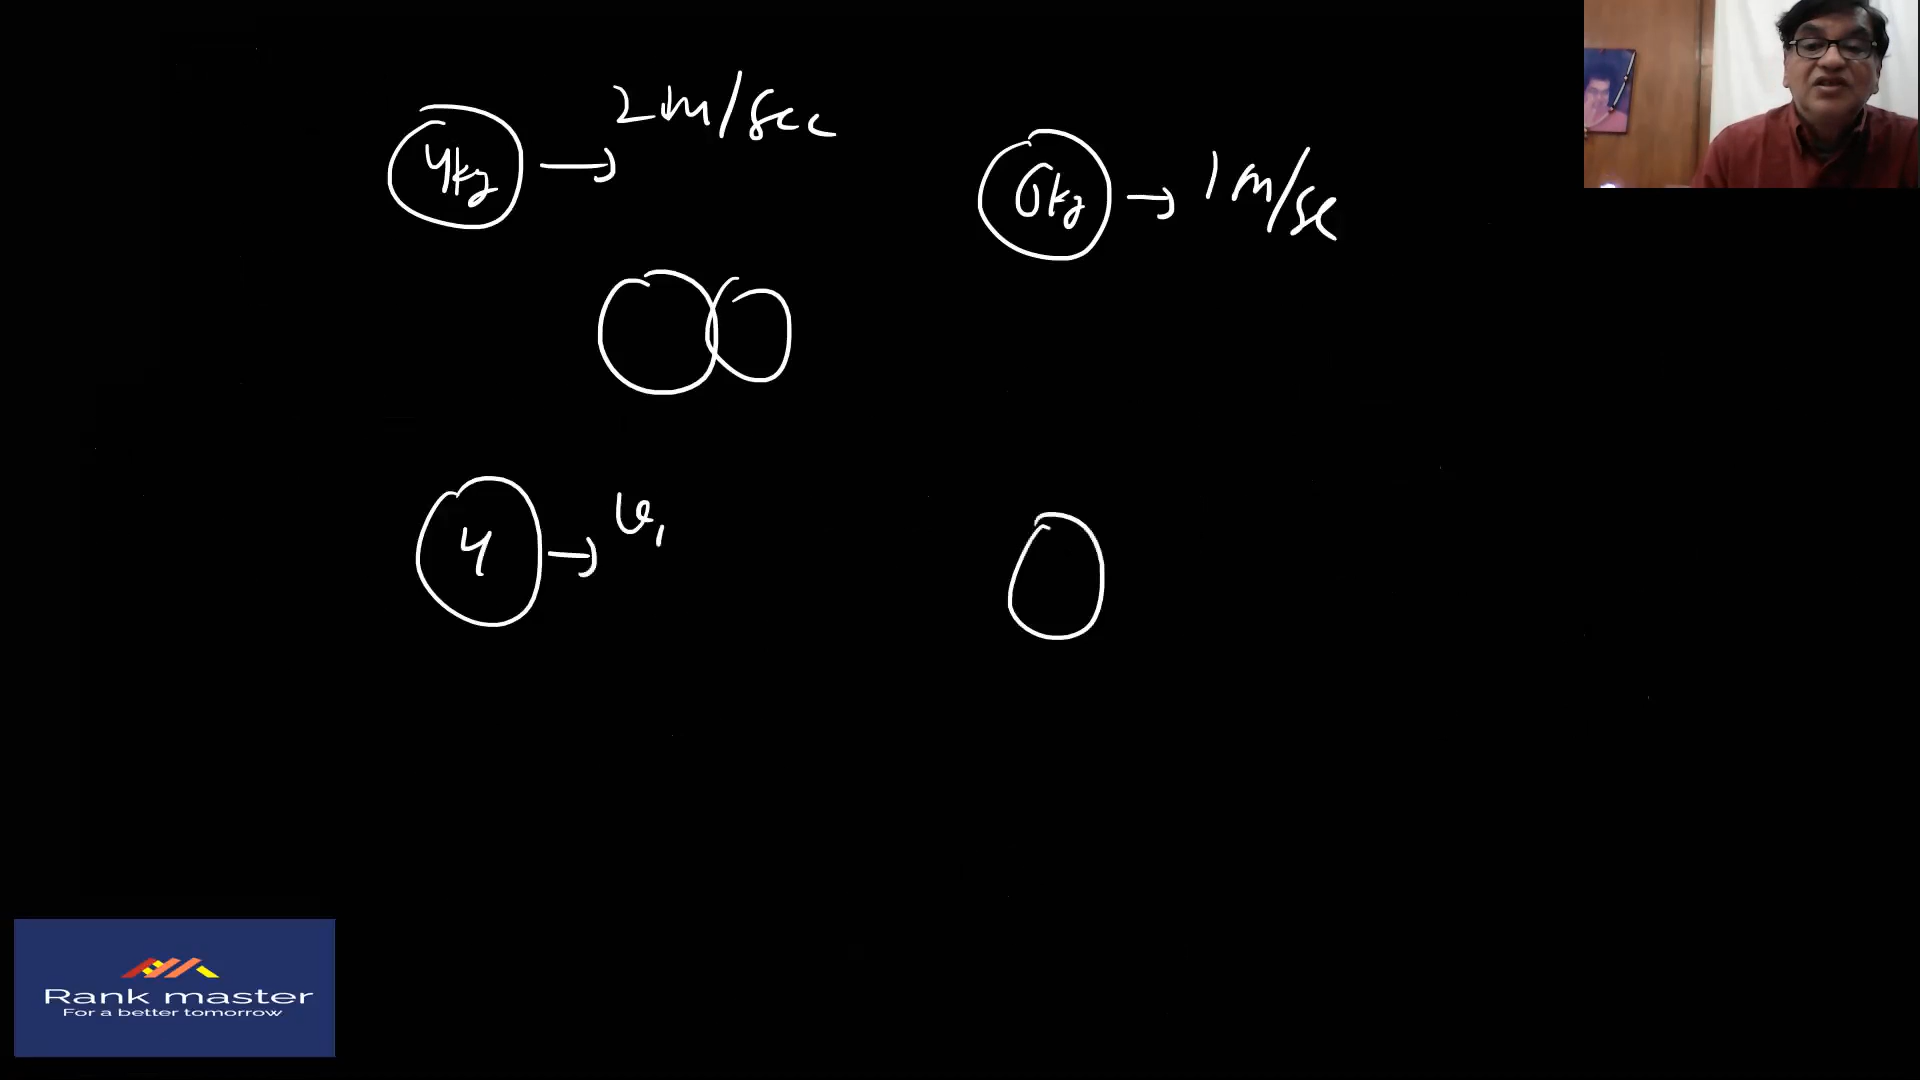 4kg → 2m/sec
6kg → 1m/sec
4 → v₁
Rank master
For a better tomorrow